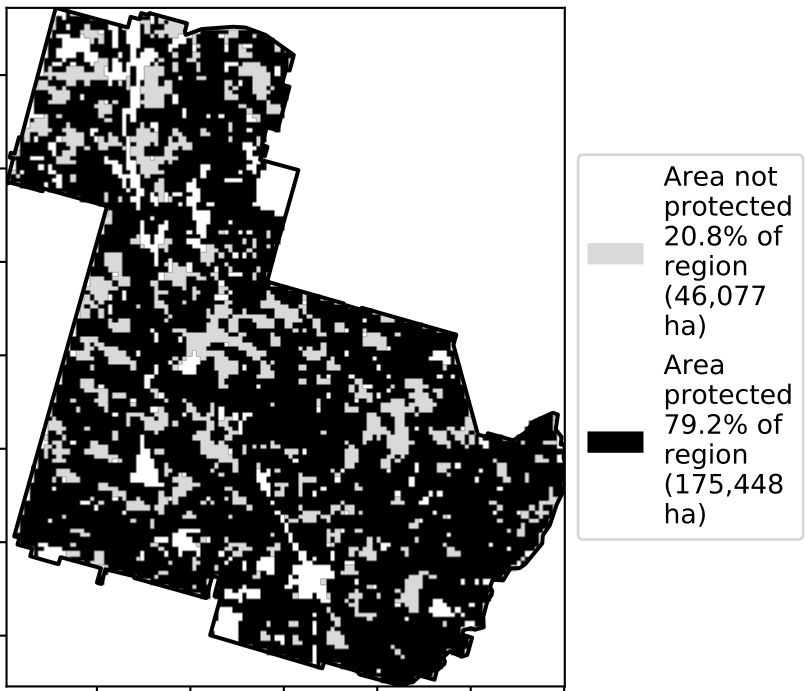 Area not
protected
20.8% of
region
(46,077
ha)
Area
protected
79.2% of
region
(175,448
ha)